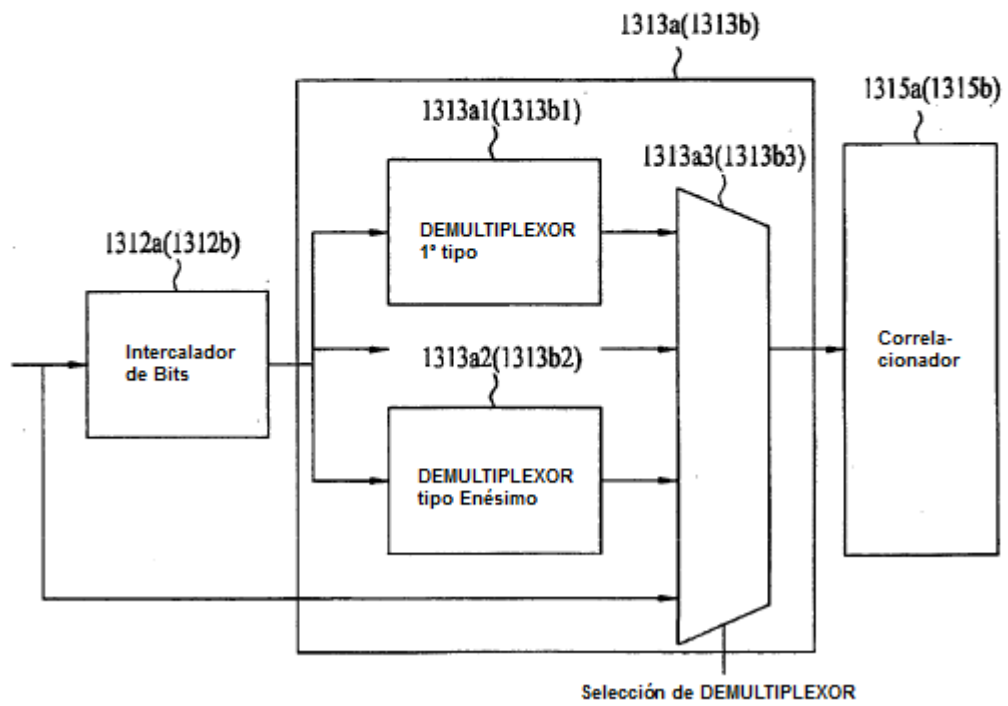 1313a(1313b)
1315a(1315b)
1313a1(1313b1)
1313a3(1313b3)
DEMULTIPLEXOR
1º tipo
1312a(1312b)
Intercalador
de Bits
Correla-
cionador
1313a2(1313b2)
DEMULTIPLEXOR
tipo Enésimo
Selección de DEMULTIPLEXOR